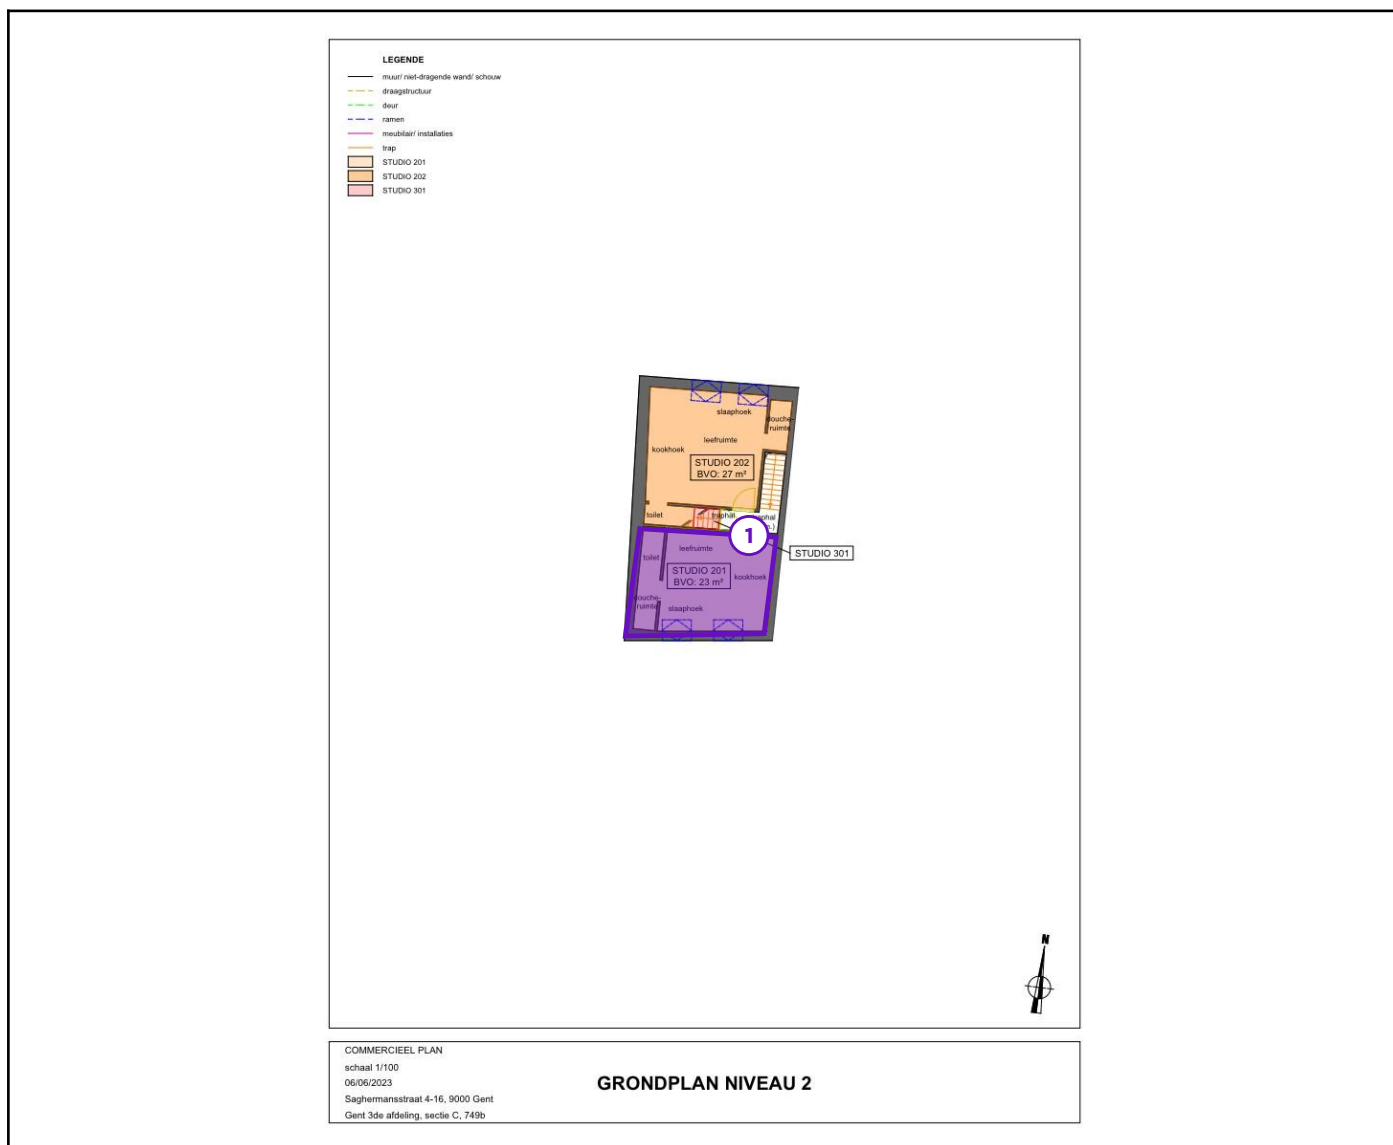 LEGENDE
muur/ niet-dragende wand/ schouw
draagstructuur
deur
ramen
meubilair/ installaties
trap
STUDIO 201
STUDIO 202
STUDIO 301
slaaphoek
douche-
ruimte
leefruimte
kookhoek
STUDIO 202
BVO: 27 m²
toilet
traphal
1
STUDIO 301
leefruimte
toilet
STUDIO 201
BVO: 23 m²
kookhoek
douche-
ruimte
slaaphoek
N
COMMERCIEEL PLAN
schaal 1/100
06/06/2023
Saghermansstraat 4-16, 9000 Gent
Gent 3de afdeling, sectie C, 749b
GRONDPLAN NIVEAU 2